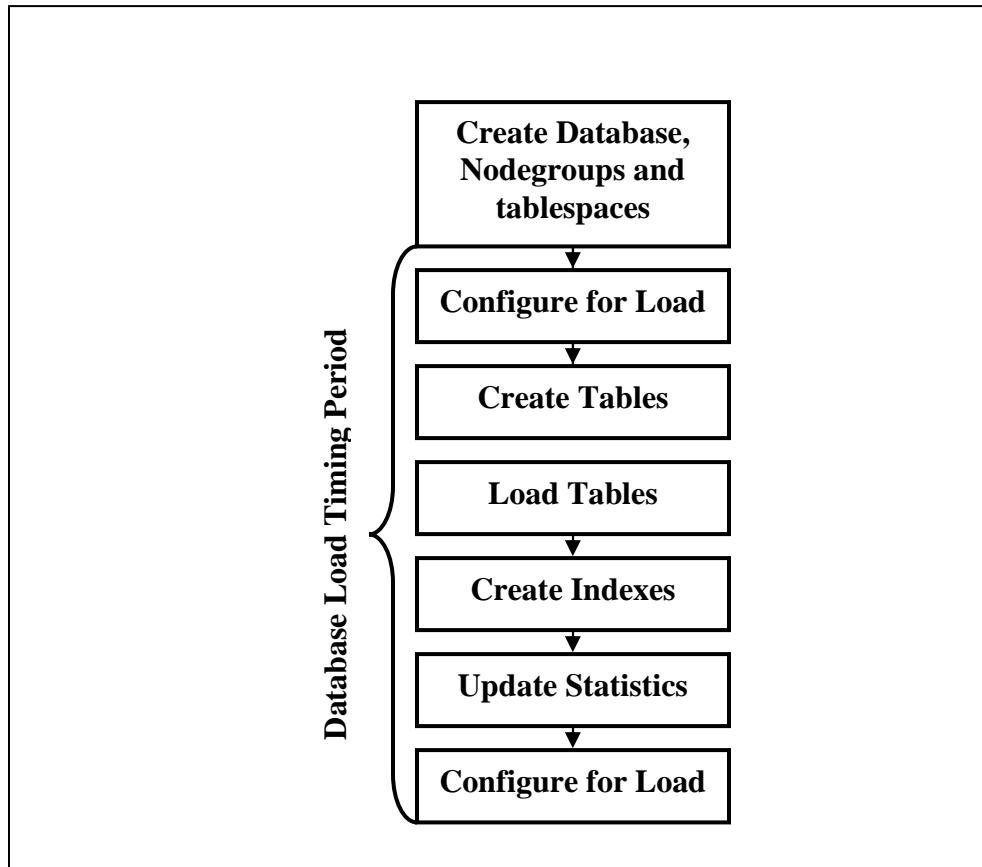 Create Database,
Nodegroups and
tablespaces
Configure for Load
Create Tables
Load Tables
Create Indexes
Update Statistics
Configure for Load
Database Load Timing Period